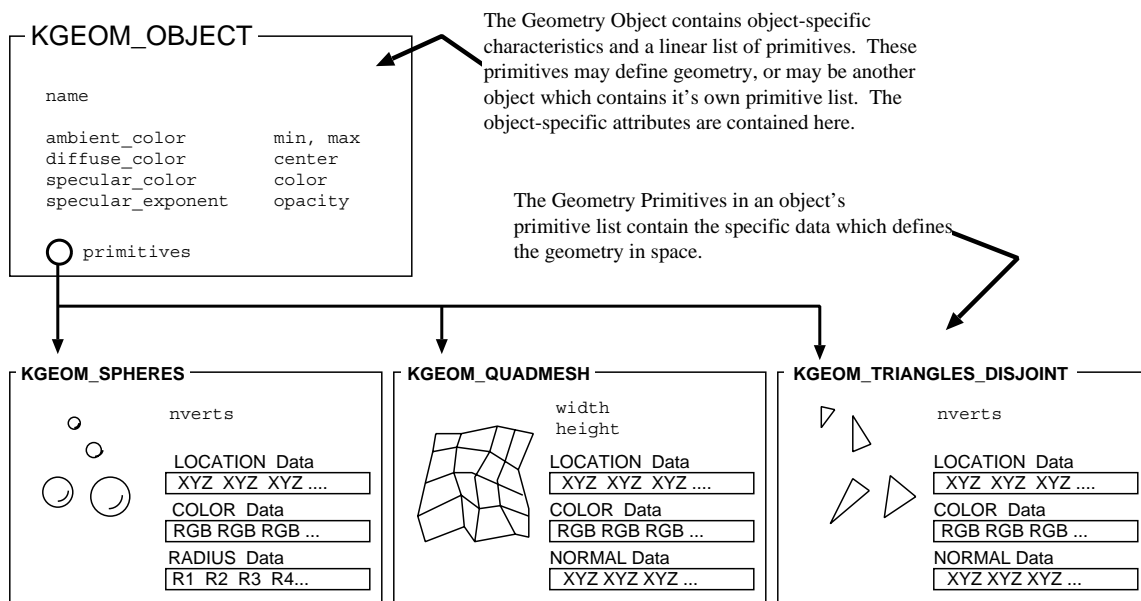 KGEOM_OBJECT
The Geometry Object contains object-specific
characteristics and a linear list of primitives.  These
primitives may define geometry, or may be another
object which contains it's own primitive list.  The
object-specific attributes are contained here.
name
ambient_color min, max
diffuse_color center
specular_color color
specular_exponent opacity
primitives
The Geometry Primitives in an object's
primitive list contain the specific data which defines
the geometry in space.
KGEOM_SPHERES
nverts
LOCATION  Data
XYZ  XYZ  XYZ ....
COLOR  Data
RGB RGB RGB ...
RADIUS  Data
R1  R2  R3  R4...
KGEOM_QUADMESH
width
height
LOCATION  Data
XYZ  XYZ  XYZ ....
COLOR  Data
RGB RGB RGB ...
NORMAL Data
XYZ XYZ XYZ ...
KGEOM_TRIANGLES_DISJOINT
nverts
LOCATION  Data
XYZ  XYZ  XYZ ....
COLOR  Data
RGB RGB RGB ...
NORMAL Data
XYZ XYZ XYZ ...